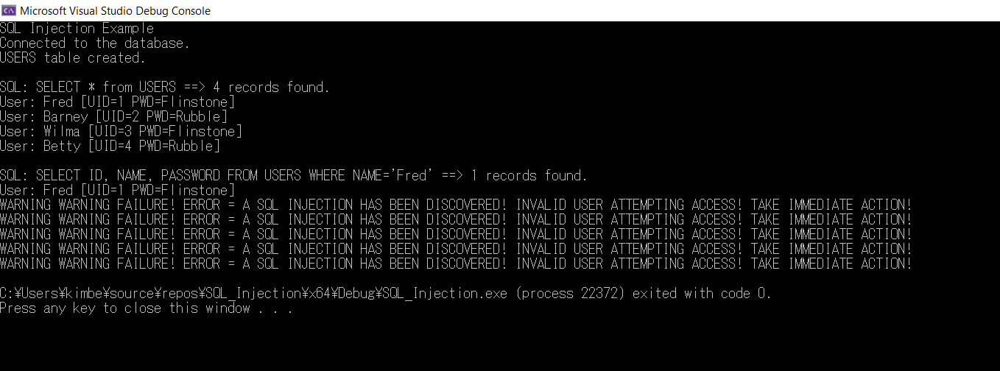 Microsoft Visual Studio Debug Console
SQL Injection Example
Connected to the database.
USERS table created.
SQL: SELECT * from USERS ==> 4 records found.
User: Fred [UID=1 PWD=Flinstone]
User: Barney [UID=2 PWD=Rubble]
User: Wilma [UID=3 PWD=Flinstone]
User: Betty [UID=4 PWD=Rubble]
SQL: SELECT ID, NAME, PASSWORD FROM USERS WHERE NAME='Fred' ==> 1 records found.
User: Fred [UID=1 PWD=Flinstone]
WARNING WARNING FAILURE! ERROR = A SQL INJECTION HAS BEEN DISCOVERED! INVALID USER ATTEMPTING ACCESS! TAKE IMMEDIATE ACTION!
WARNING WARNING FAILURE! ERROR = A SQL INJECTION HAS BEEN DISCOVERED! INVALID USER ATTEMPTING ACCESS! TAKE IMMEDIATE ACTION!
WARNING WARNING FAILURE! ERROR = A SQL INJECTION HAS BEEN DISCOVERED! INVALID USER ATTEMPTING ACCESS! TAKE IMMEDIATE ACTION!
WARNING WARNING FAILURE! ERROR = A SQL INJECTION HAS BEEN DISCOVERED! INVALID USER ATTEMPTING ACCESS! TAKE IMMEDIATE ACTION!
WARNING WARNING FAILURE! ERROR = A SQL INJECTION HAS BEEN DISCOVERED! INVALID USER ATTEMPTING ACCESS! TAKE IMMEDIATE ACTION!
C:¥Users¥kimbe¥source¥repos¥SQL_Injection¥x64¥Debug¥SQL_Injection.exe (process 22372) exited with code 0.
Press any key to close this window . . .